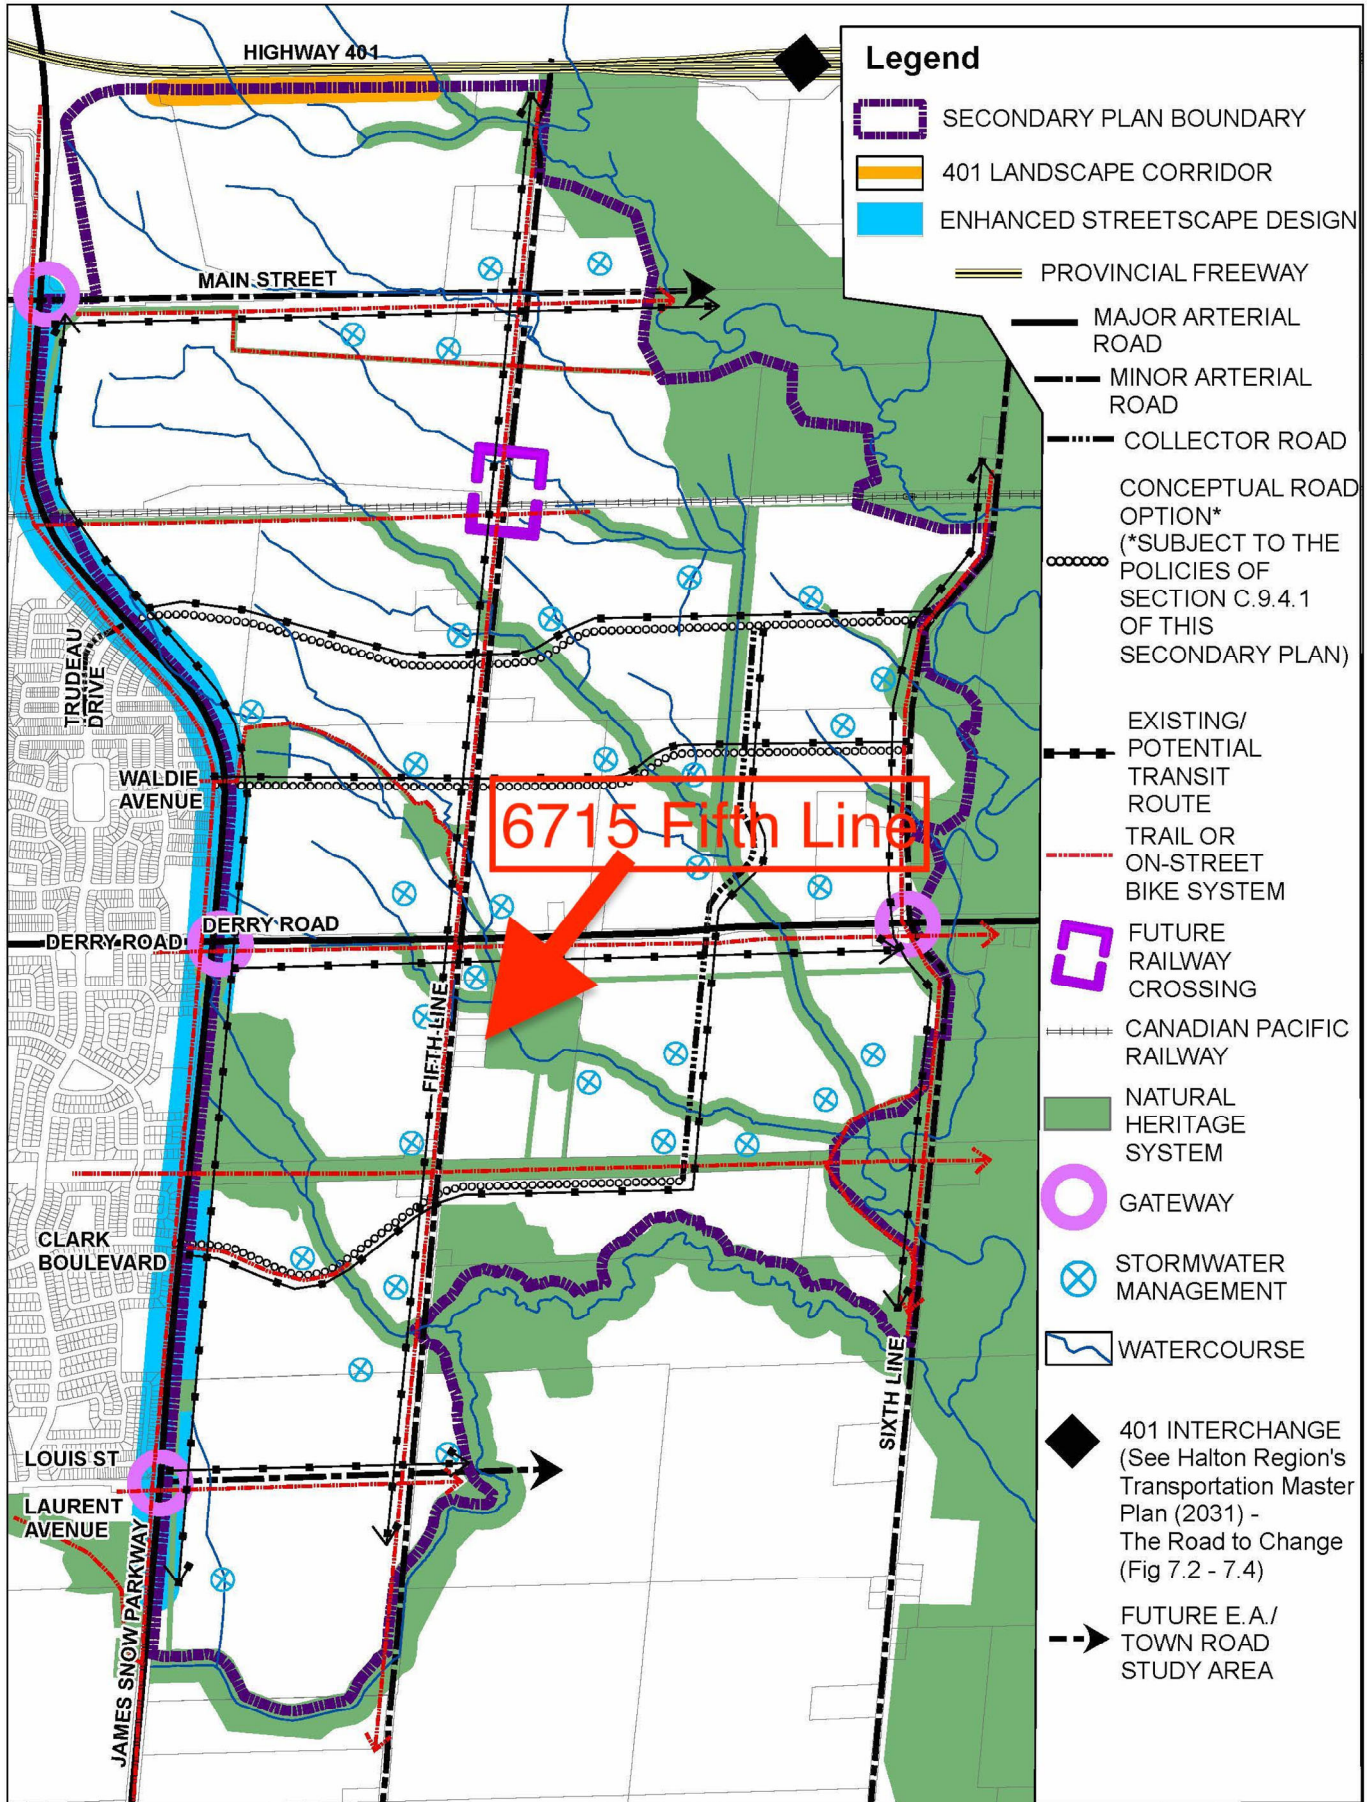 HIGHWAY 401
MAIN STREET
TRUDEAU
DRIVE
WALDIE
AVENUE
6715 Fifth Line
DERRY ROAD
DERRY ROAD
FIFTH LINE
CLARK
BOULEVARD
SIXTH LINE
LOUIS ST
LAURENT
AVENUE
JAMES SNOW PARKWAY
Legend
SECONDARY PLAN BOUNDARY
401 LANDSCAPE CORRIDOR
ENHANCED STREETSCAPE DESIGN
PROVINCIAL FREEWAY
MAJOR ARTERIAL
ROAD
MINOR ARTERIAL
ROAD
COLLECTOR ROAD
CONCEPTUAL ROAD
OPTION*
(*SUBJECT TO THE
POLICIES OF
SECTION C.9.4.1
OF THIS
SECONDARY PLAN)
EXISTING/
POTENTIAL
TRANSIT
ROUTE
TRAIL OR
ON-STREET
BIKE SYSTEM
FUTURE
RAILWAY
CROSSING
CANADIAN PACIFIC
RAILWAY
NATURAL
HERITAGE
SYSTEM
GATEWAY
STORMWATER
MANAGEMENT
WATERCOURSE
401 INTERCHANGE
(See Halton Region's
Transportation Master
Plan (2031) -
The Road to Change
(Fig 7.2 - 7.4)
FUTURE E.A./
TOWN ROAD
STUDY AREA